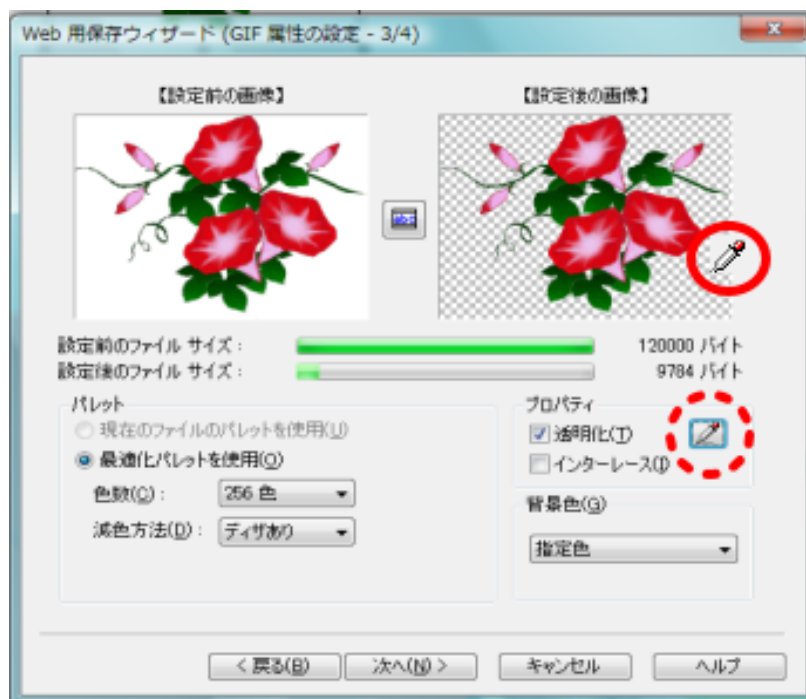 Web 用保存ウィザード (GIF 属性の設定 - 3/4)
【設定前の画像】
【設定後の画像】
設定前のファイル サイズ : 120000 バイト
設定後のファイル サイズ : 9784 バイト
パレット
現在のファイルのパレットを使用(U)
最適化パレットを使用(O)
色数(C) : 256 色
減色方法(D) : ディザあり
プロパティ
透明化(T)
インターレース(I)
背景色(G)
指定色
< 戻る(B) 次へ(N) > キャンセル ヘルプ